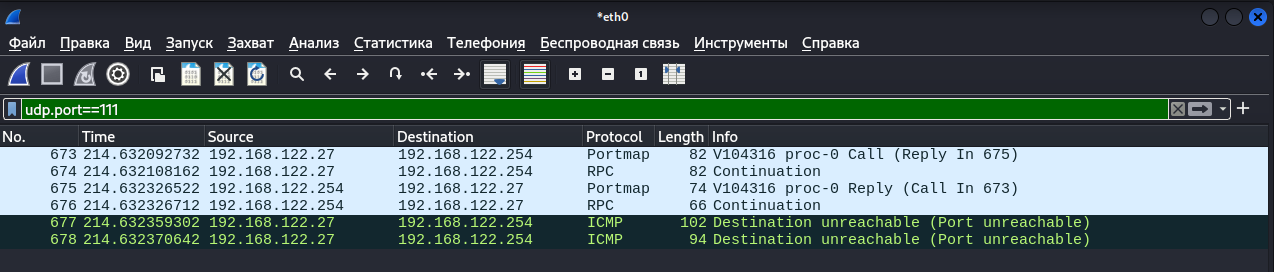 *eth0
Файл Правка Вид Запуск Захват Анализ Статистика Телефония Беспроводная связь Инструменты Справка
udp.port==111
No. Time Source Destination Protocol Length Info
673 214.632092732 192.168.122.27 192.168.122.254 Portmap 82 V104316 proc-0 Call (Reply In 675)
674 214.632108162 192.168.122.27 192.168.122.254 RPC 82 Continuation
675 214.632326522 192.168.122.254 192.168.122.27 Portmap 74 V104316 proc-0 Reply (Call In 673)
676 214.632326712 192.168.122.254 192.168.122.27 RPC 66 Continuation
677 214.632359302 192.168.122.27 192.168.122.254 ICMP 102 Destination unreachable (Port unreachable)
678 214.632370642 192.168.122.27 192.168.122.254 ICMP 94 Destination unreachable (Port unreachable)